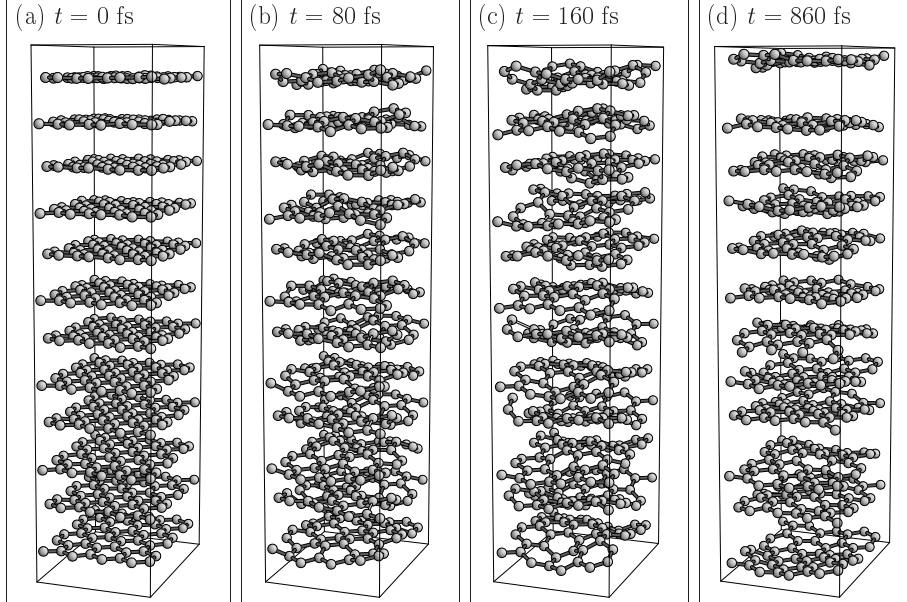 (a) t = 0 fs
(b) t = 80 fs
(c) t = 160 fs
(d) t = 860 fs